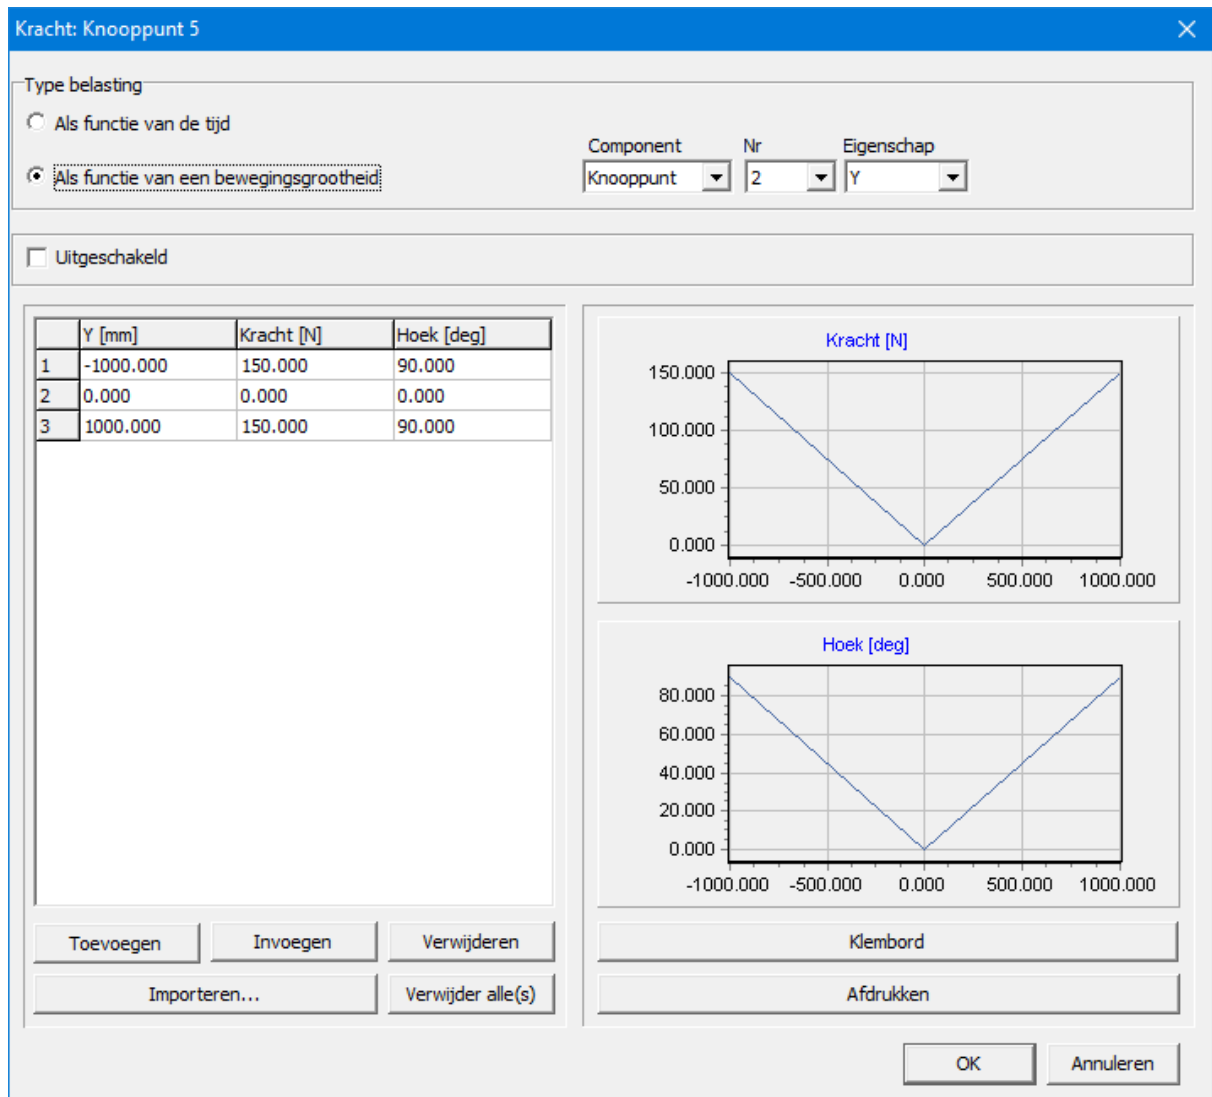 Kracht: Knooppunt 5
Type belasting
Als functie van de tijd
Component Nr Eigenschap
Als functie van een bewegingsgrootheid Knooppunt 2 Y
Uitgeschakeld
Y [mm] Kracht [N] Hoek [deg]
1 -1000.000 150.000 90.000
2 0.000 0.000 0.000
3 1000.000 150.000 90.000
Kracht [N]
150.000
100.000
50.000
0.000
-1000.000 -500.000 0.000 500.000 1000.000
Hoek [deg]
80.000
60.000
40.000
20.000
0.000
-1000.000 -500.000 0.000 500.000 1000.000
Toevoegen Invoegen Verwijderen Klembord
Importeren... Verwijder alle(s) Afdrukken
OK Annuleren